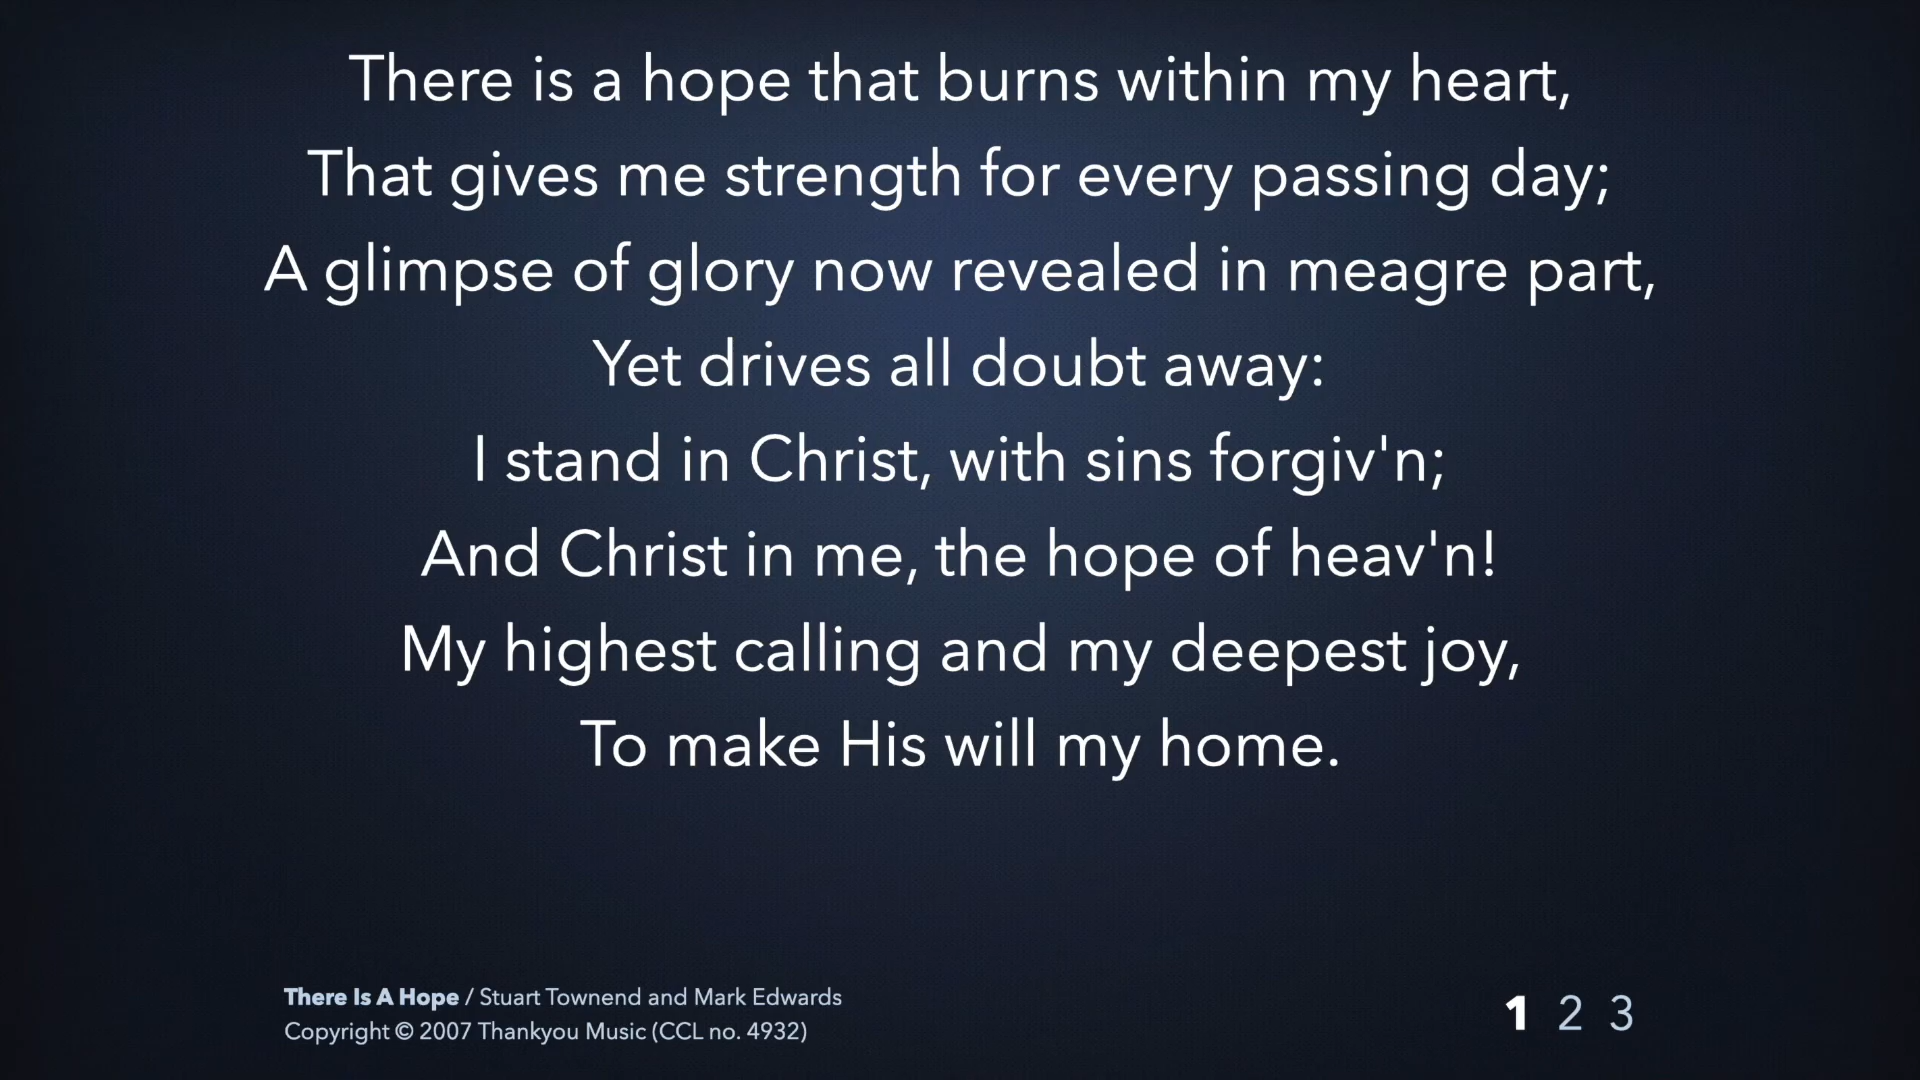 There is a hope that burns within my heart,
That gives me strength for every passing day;
A glimpse of glory now revealed in meagre part,
Yet drives all doubt away:
I stand in Christ, with sins forgiv'n;
And Christ in me, the hope of heav'n!
My highest calling and my deepest joy,
To make His will my home.
There Is A Hope / Stuart Townend and Mark Edwards
Copyright © 2007 Thankyou Music (CCL no. 4932)
1 2 3